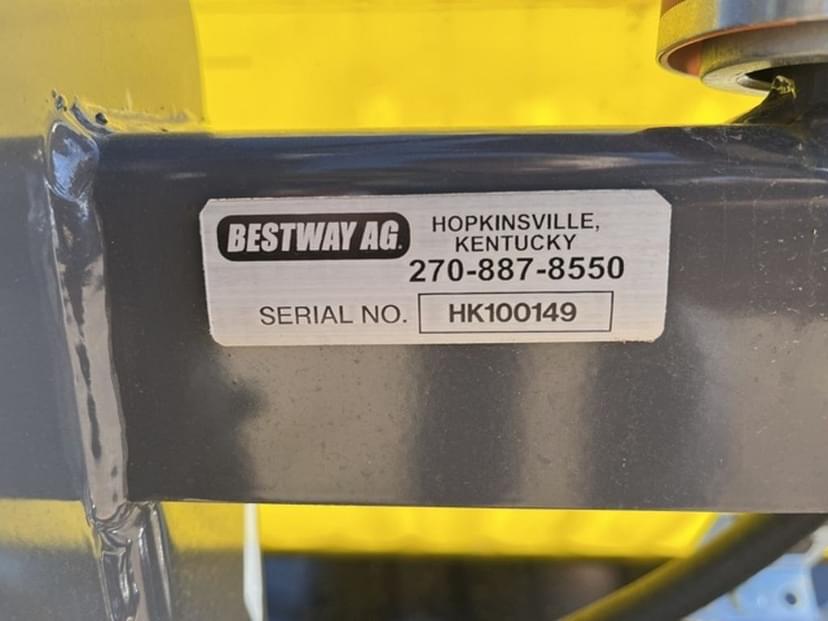 BESTWAY AG.
HOPKINSVILLE,
KENTUCKY
270-887-8550
SERIAL NO. HK100149